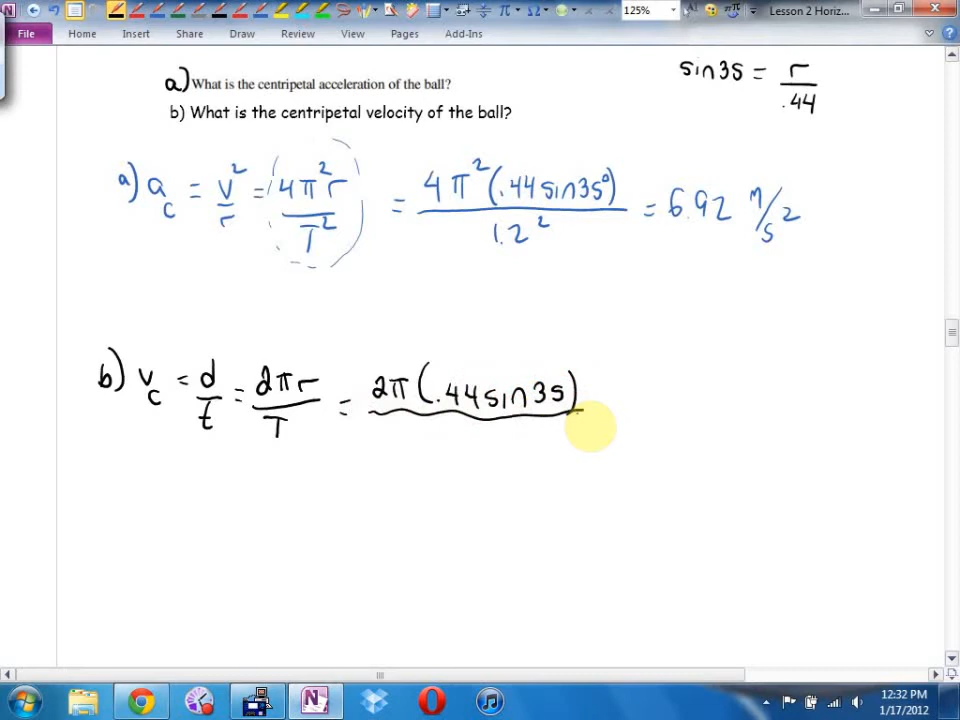 125% Lesson 2 Horiz...
File Home Insert Share Draw Review View Pages Add-Ins
sin35 = r/.44
a) What is the centripetal acceleration of the ball?
b) What is the centripetal velocity of the ball?
a) a_c = v²/r = 4π²r/T² = 4π²(.44sin35°)/1.2² = 6.92 m/s²
b) v_c = d/t = 2πr/T = 2π(.44sin35)
12:32 PM
1/17/2012